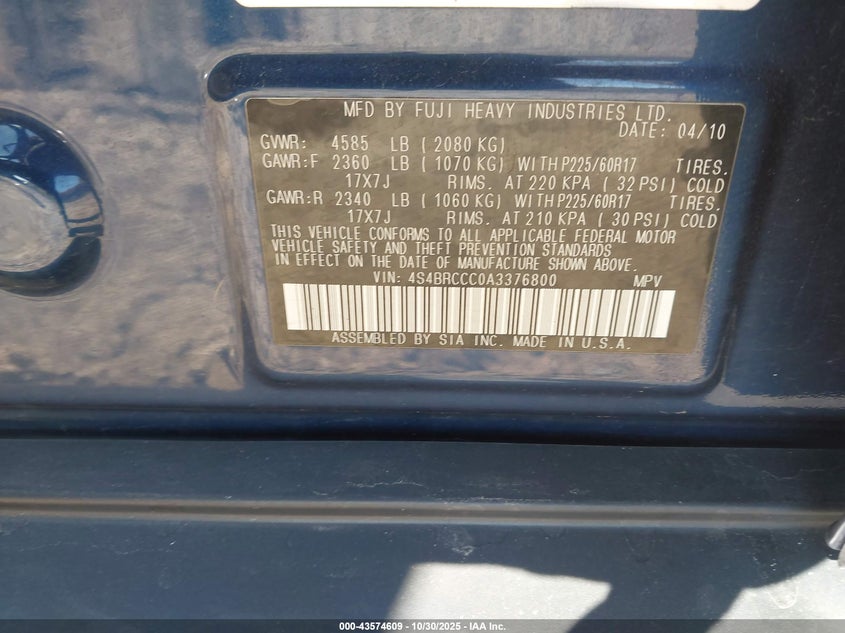 MFD BY FUJI HEAVY INDUSTRIES LTD.
DATE: 04/10
GVWR: 4585 LB ( 2080 KG)
GAWR:F 2360 LB ( 1070 KG) WITH P225/60R17 TIRES.
17X7J RIMS. AT 220 KPA ( 32 PSI) COLD
GAWR:R 2340 LB ( 1060 KG) WITH P225/60R17 TIRES.
17X7J RIMS. AT 210 KPA ( 30 PSI) COLD
THIS VEHICLE CONFORMS TO ALL APPLICABLE FEDERAL MOTOR
VEHICLE SAFETY AND THEFT PREVENTION STANDARDS
IN EFFECT ON THE DATE OF MANUFACTURE SHOWN ABOVE.
VIN: 4S4BRCCC0A3376800 MPV
ASSEMBLED BY SIA INC. MADE IN U.S.A.
000-43574609 - 10/30/2025 - IAA, Inc.